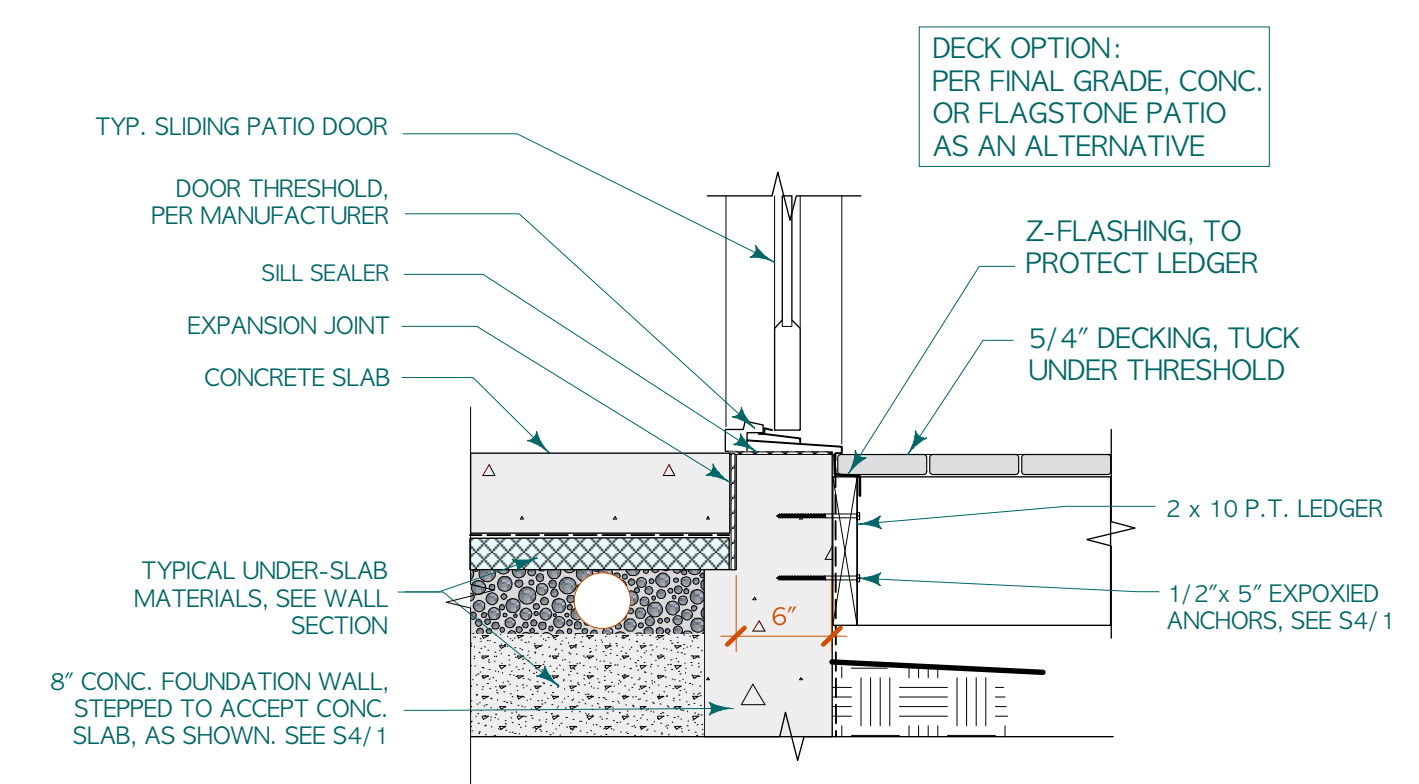 DECK OPTION:
PER FINAL GRADE, CONC.
OR FLAGSTONE PATIO
AS AN ALTERNATIVE
TYP. SLIDING PATIO DOOR
DOOR THRESHOLD,
PER MANUFACTURER
SILL SEALER
EXPANSION JOINT
CONCRETE SLAB
TYPICAL UNDER-SLAB
MATERIALS, SEE WALL
SECTION
8" CONC. FOUNDATION WALL,
STEPPED TO ACCEPT CONC.
SLAB, AS SHOWN. SEE S4/1
6"
Z-FLASHING, TO
PROTECT LEDGER
5/4" DECKING, TUCK
UNDER THRESHOLD
2 x 10 P.T. LEDGER
1/2"x 5" EXPOXIED
ANCHORS, SEE S4/1